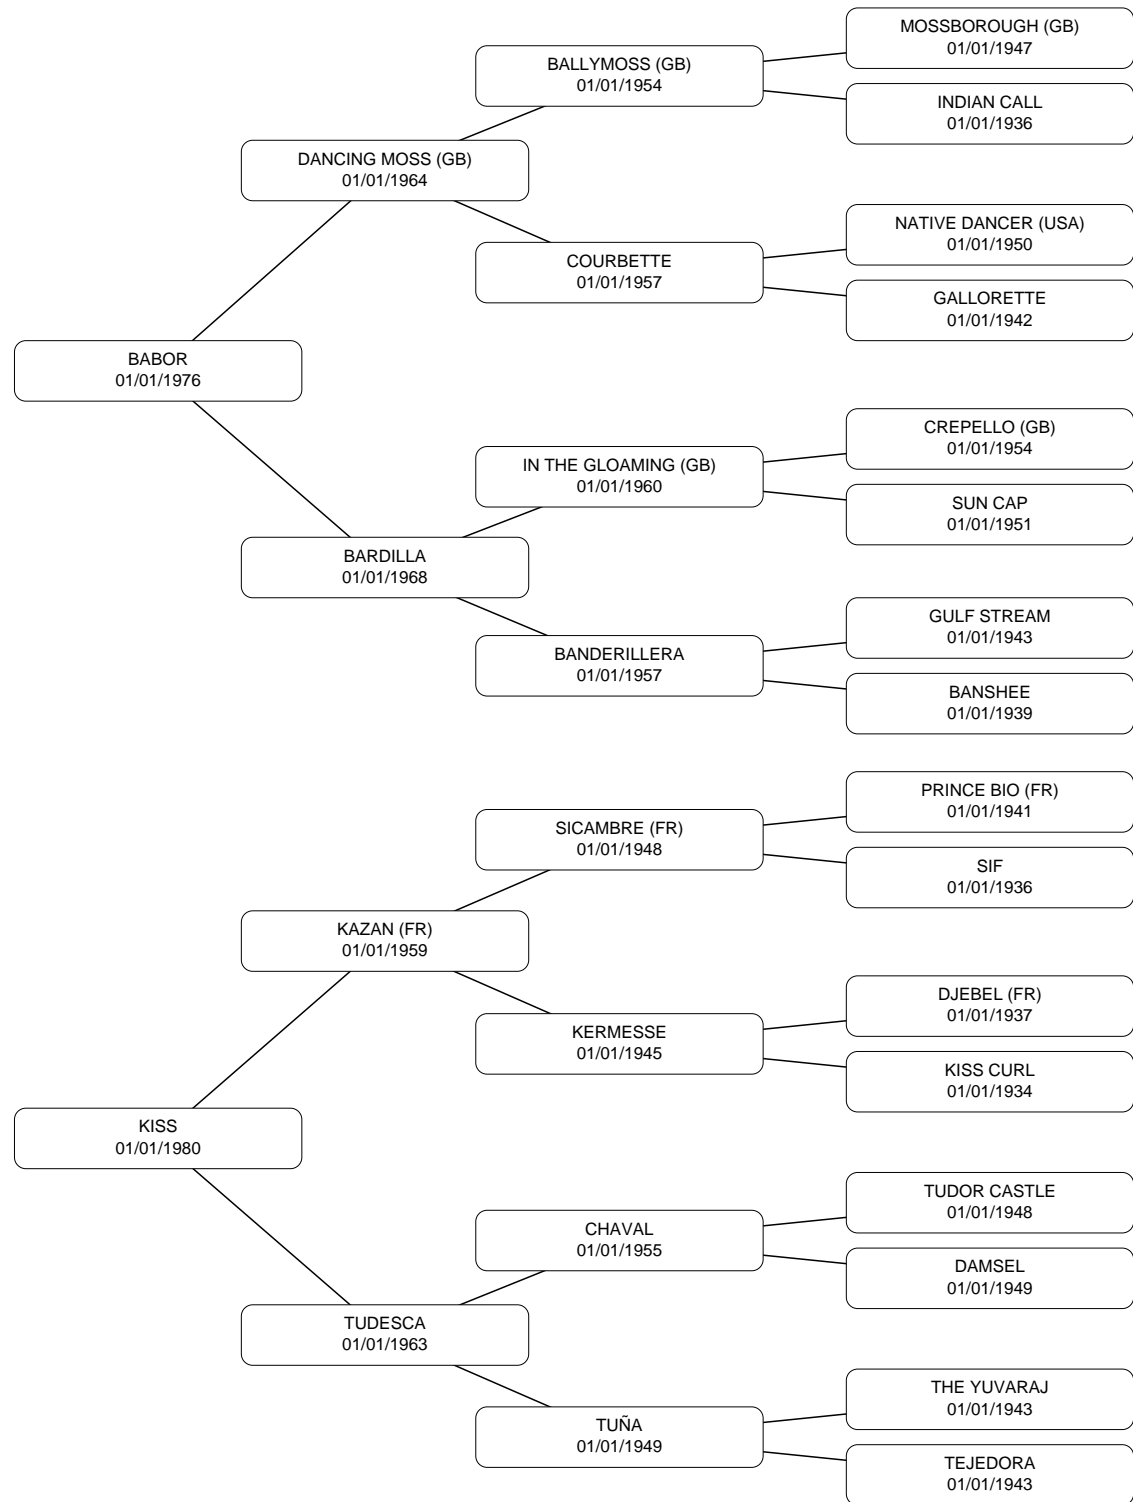 MOSSBOROUGH (GB)
01/01/1947
BALLYMOSS (GB)
01/01/1954
INDIAN CALL
01/01/1936
DANCING MOSS (GB)
01/01/1964
NATIVE DANCER (USA)
01/01/1950
COURBETTE
01/01/1957
GALLORETTE
01/01/1942
BABOR
01/01/1976
CREPELLO (GB)
01/01/1954
IN THE GLOAMING (GB)
01/01/1960
SUN CAP
01/01/1951
BARDILLA
01/01/1968
GULF STREAM
01/01/1943
BANDERILLERA
01/01/1957
BANSHEE
01/01/1939
PRINCE BIO (FR)
01/01/1941
SICAMBRE (FR)
01/01/1948
SIF
01/01/1936
KAZAN (FR)
01/01/1959
DJEBEL (FR)
01/01/1937
KERMESSE
01/01/1945
KISS CURL
01/01/1934
KISS
01/01/1980
TUDOR CASTLE
01/01/1948
CHAVAL
01/01/1955
DAMSEL
01/01/1949
TUDESCA
01/01/1963
THE YUVARAJ
01/01/1943
TUÑA
01/01/1949
TEJEDORA
01/01/1943